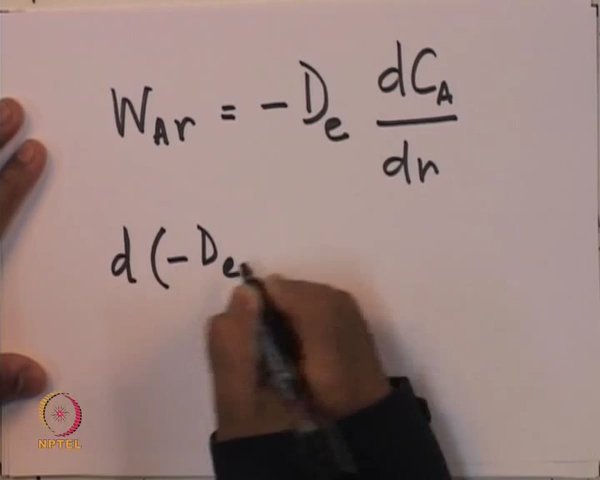 W_Ar = - D_e dC_A/dr
d (- D_e
NPTEL